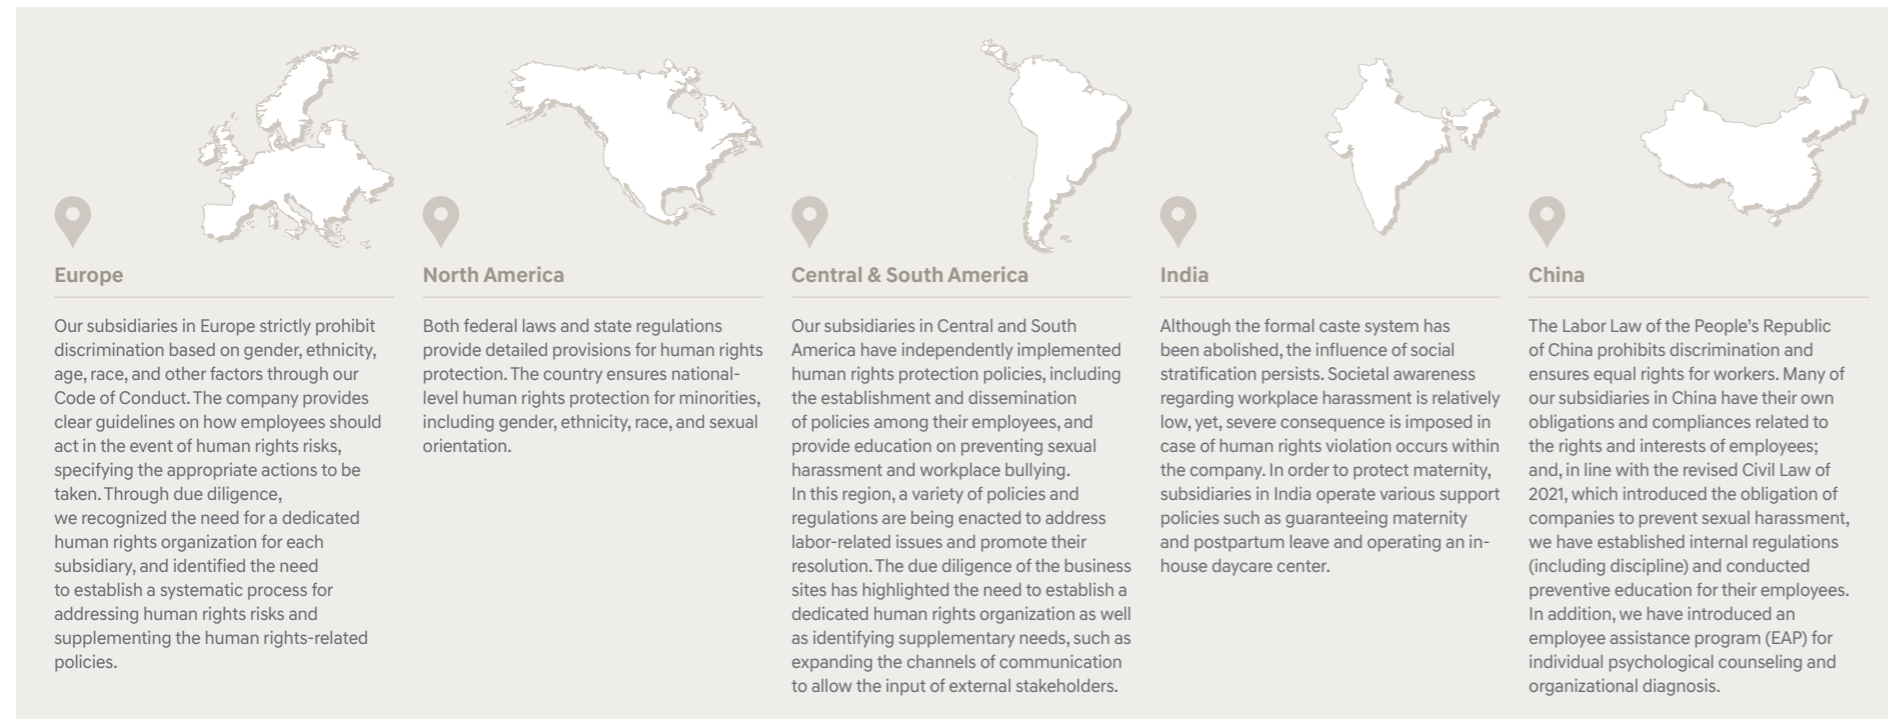 Europe
Our subsidiaries in Europe strictly prohibit
discrimination based on gender, ethnicity,
age, race, and other factors through our
Code of Conduct. The company provides
clear guidelines on how employees should
act in the event of human rights risks,
specifying the appropriate actions to be
taken. Through due diligence,
we recognized the need for a dedicated
human rights organization for each
subsidiary, and identified the need
to establish a systematic process for
addressing human rights risks and
supplementing the human rights-related
policies.
North America
Both federal laws and state regulations
provide detailed provisions for human rights
protection. The country ensures national-
level human rights protection for minorities,
including gender, ethnicity, race, and sexual
orientation.
Central & South America
Our subsidiaries in Central and South
America have independently implemented
human rights protection policies, including
the establishment and dissemination
of policies among their employees, and
provide education on preventing sexual
harassment and workplace bullying.
In this region, a variety of policies and
regulations are being enacted to address
labor-related issues and promote their
resolution. The due diligence of the business
sites has highlighted the need to establish a
dedicated human rights organization as well
as identifying supplementary needs, such as
expanding the channels of communication
to allow the input of external stakeholders.
India
Although the formal caste system has
been abolished, the influence of social
stratification persists. Societal awareness
regarding workplace harassment is relatively
low, yet, severe consequence is imposed in
case of human rights violation occurs within
the company. In order to protect maternity,
subsidiaries in India operate various support
policies such as guaranteeing maternity
and postpartum leave and operating an in-
house daycare center.
China
The Labor Law of the People's Republic
of China prohibits discrimination and
ensures equal rights for workers. Many of
our subsidiaries in China have their own
obligations and compliances related to
the rights and interests of employees;
and, in line with the revised Civil Law of
2021, which introduced the obligation of
companies to prevent sexual harassment,
we have established internal regulations
(including discipline) and conducted
preventive education for their employees.
In addition, we have introduced an
employee assistance program (EAP) for
individual psychological counseling and
organizational diagnosis.